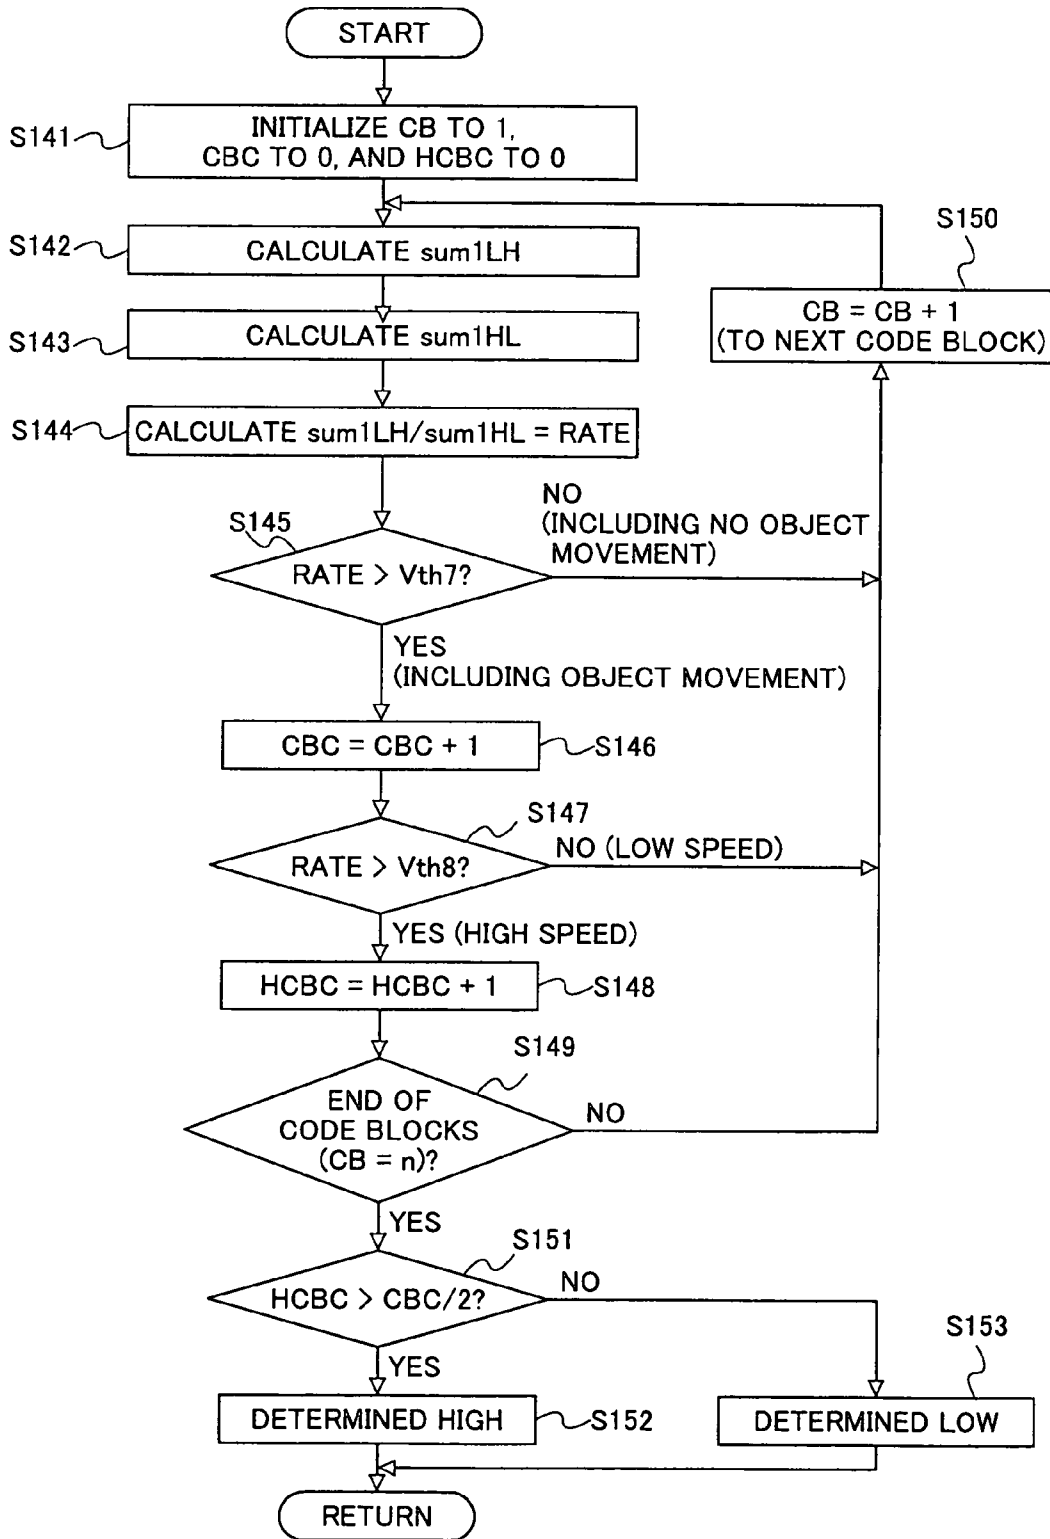 START
S141
INITIALIZE CB TO 1,
CBC TO 0, AND HCBC TO 0
S150
S142
CALCULATE sum1LH
CB = CB + 1
(TO NEXT CODE BLOCK)
S143
CALCULATE sum1HL
S144
CALCULATE sum1LH/sum1HL = RATE
NO
(INCLUDING NO OBJECT
MOVEMENT)
S145
RATE > Vth7?
YES
(INCLUDING OBJECT MOVEMENT)
CBC = CBC + 1
S146
S147
RATE > Vth8?
NO (LOW SPEED)
YES (HIGH SPEED)
HCBC = HCBC + 1
S148
S149
END OF
CODE BLOCKS
(CB = n)?
NO
YES
S151
HCBC > CBC/2?
NO
S153
YES
DETERMINED HIGH
S152
DETERMINED LOW
RETURN